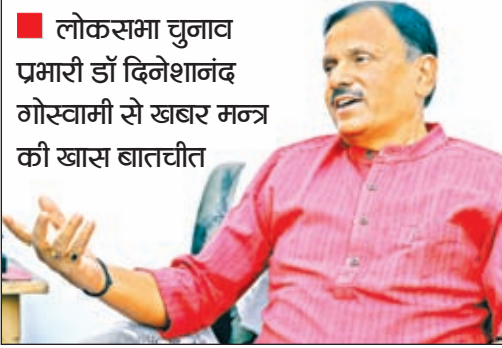 लोकसभा चुनाव
प्रभारी डॉ दिनेशानंद
गोस्वामी से खबर मन्त्र
की खास बातचीत